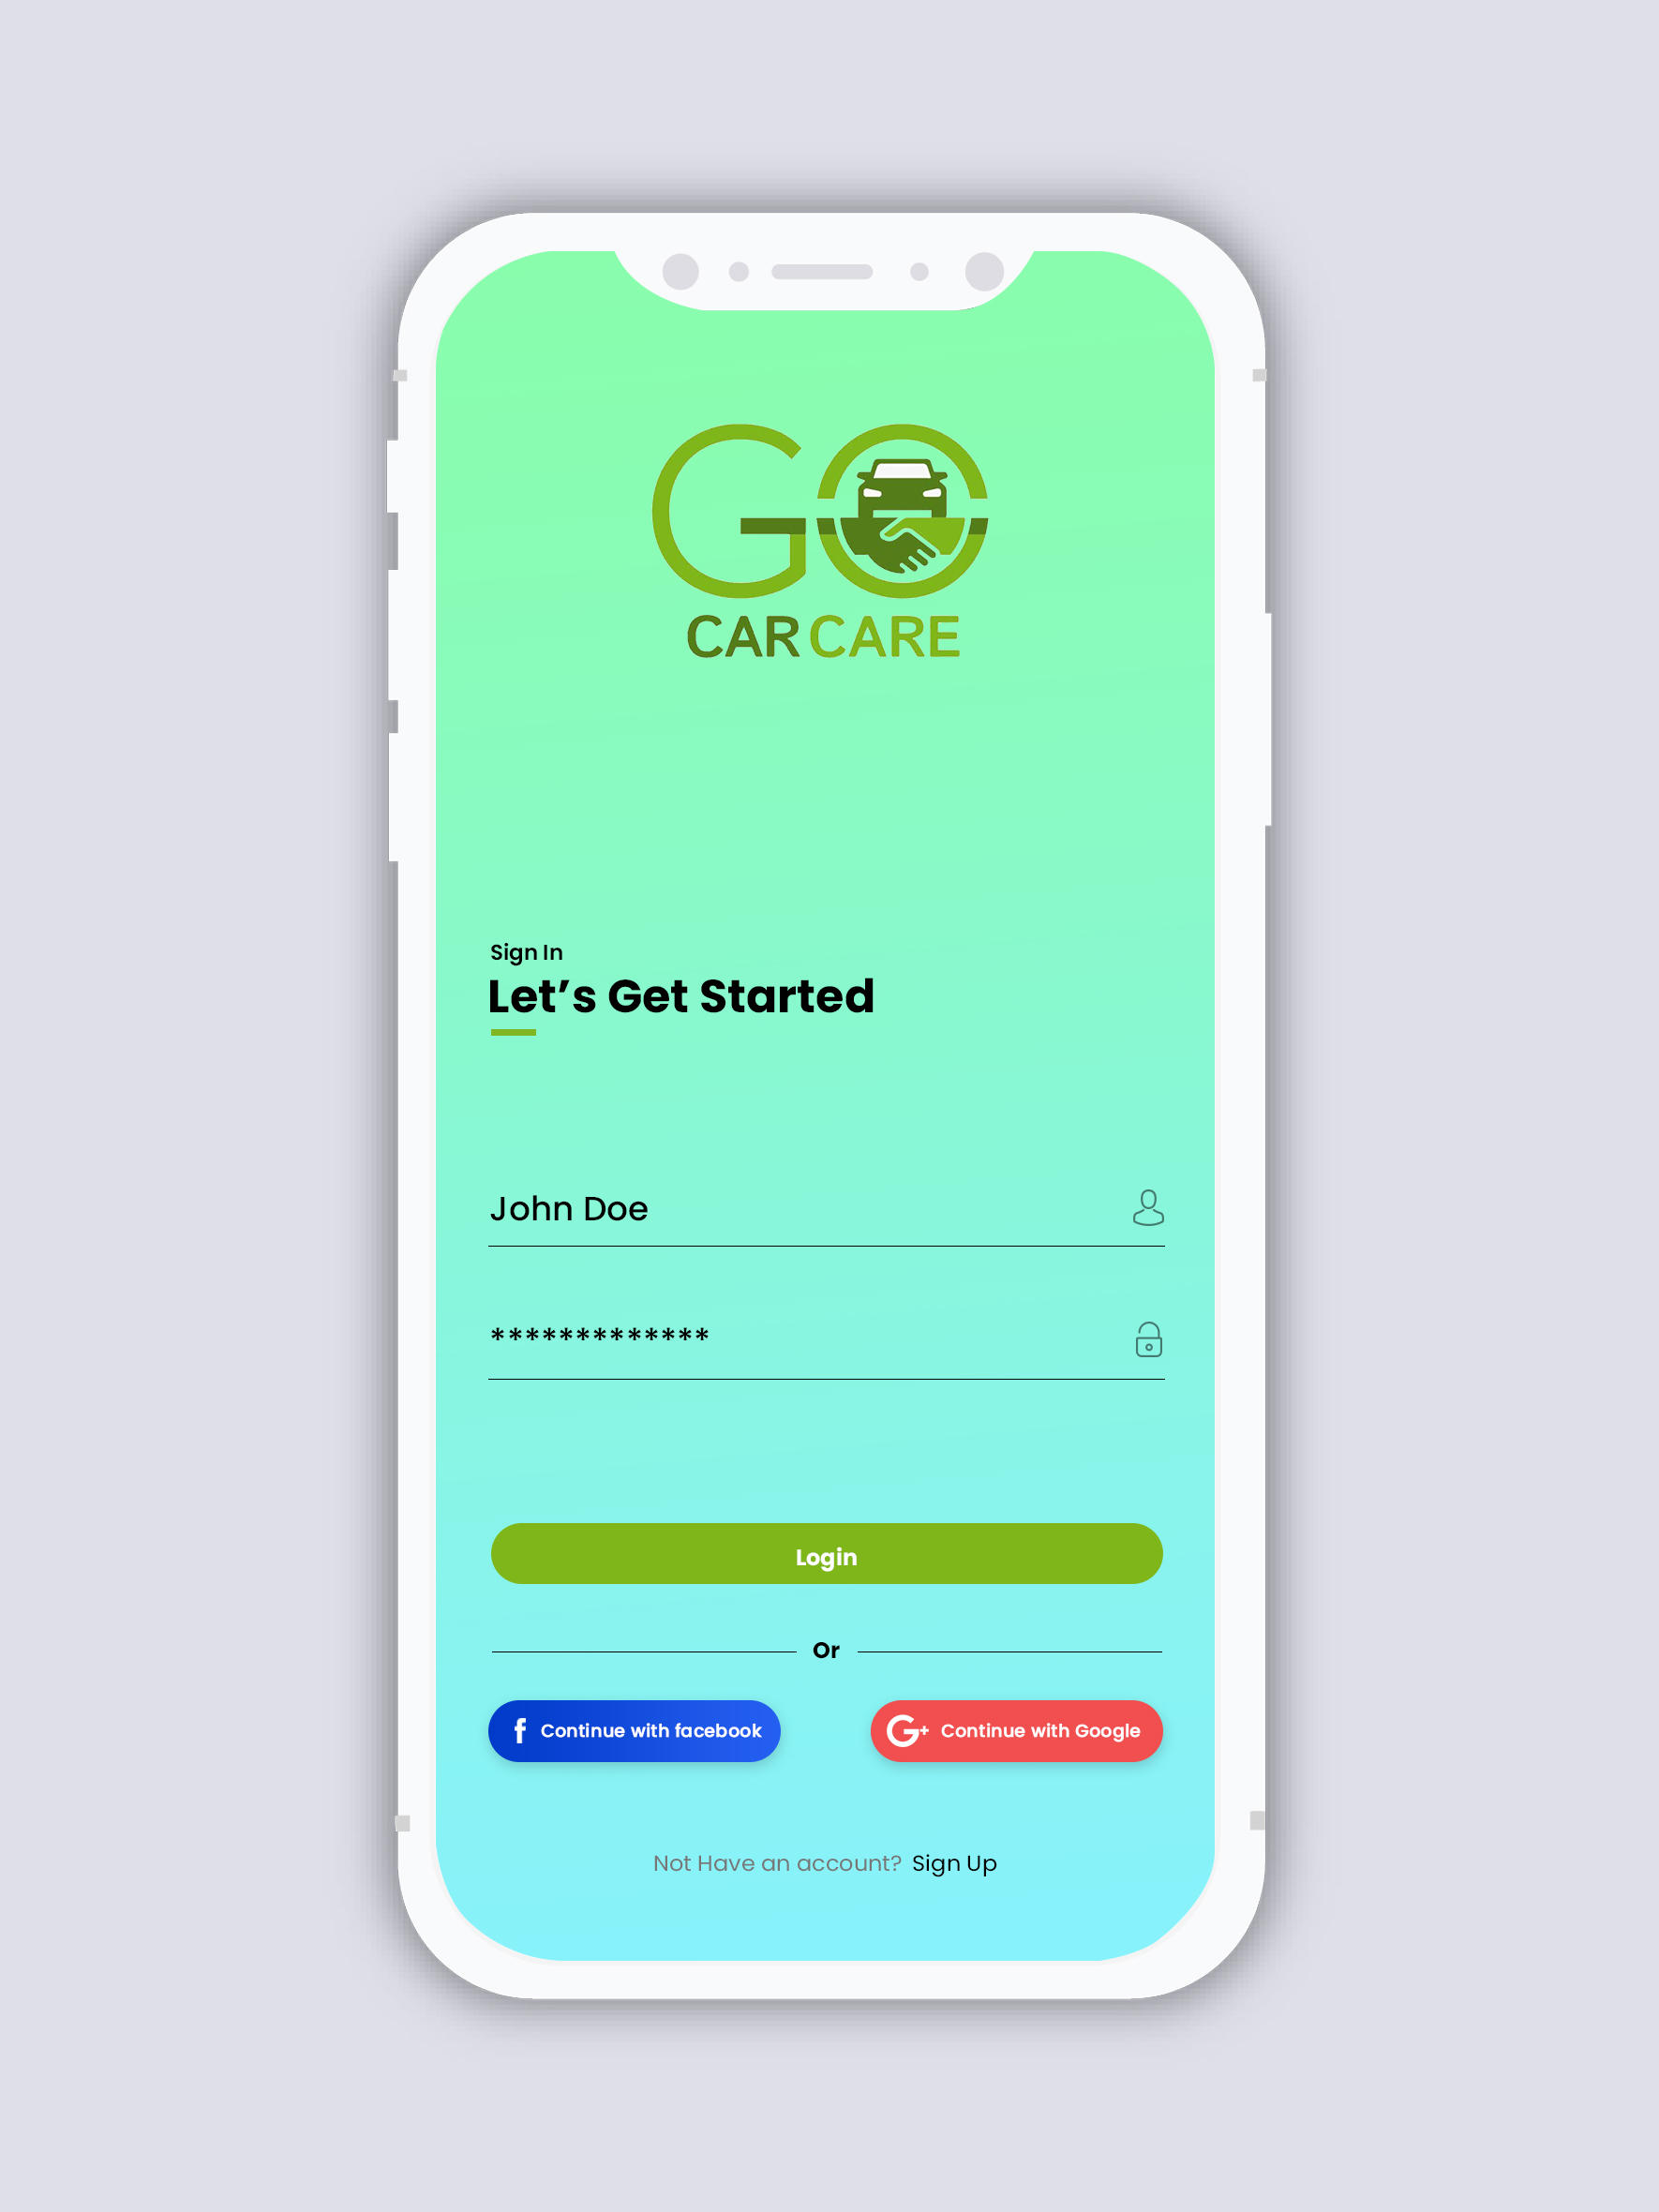 GO
CAR CARE
Sign In
Let’s Get Started
John Doe
*************
Login
Or
f Continue with facebook
G+ Continue with Google
Not Have an account? Sign Up